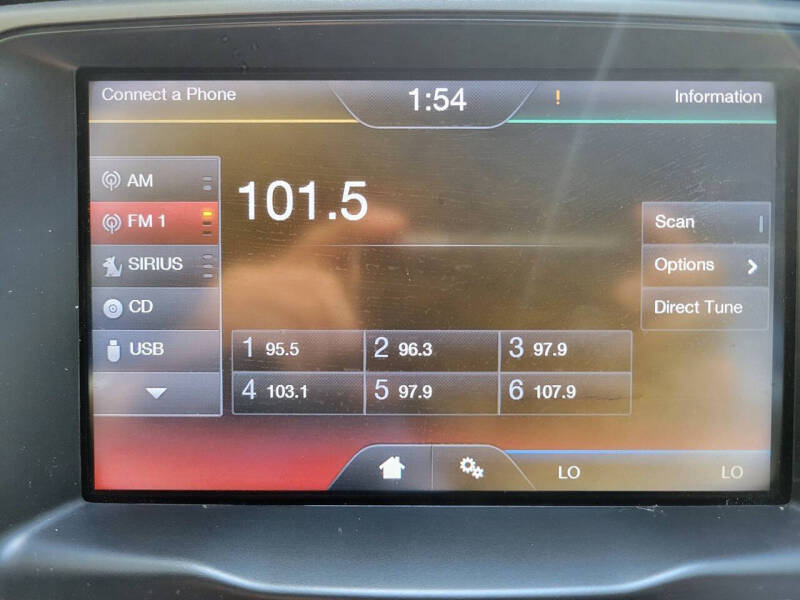 Connect a Phone 1:54 ! Information
AM
101.5
FM 1
Scan
SIRIUS
Options
CD
Direct Tune
USB
1 95.5 2 96.3 3 97.9
4 103.1 5 97.9 6 107.9
LO LO